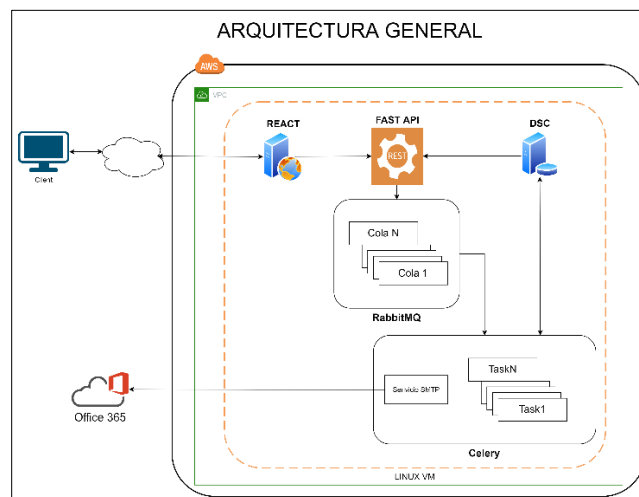 ARQUITECTURA GENERAL
AWS
VPC
REACT
FAST API
DSC
REST
Client
Cola N
Cola 1
RabbitMQ
TaskN
Servicio SMTP
Task1
Office 365
Celery
LINUX VM